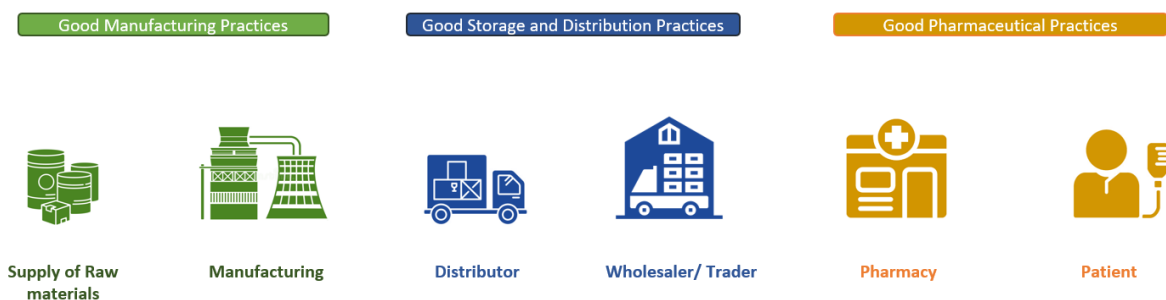 Good Manufacturing Practices
Good Storage and Distribution Practices
Good Pharmaceutical Practices
Supply of Raw
materials
Manufacturing
Distributor
Wholesaler/ Trader
Pharmacy
Patient